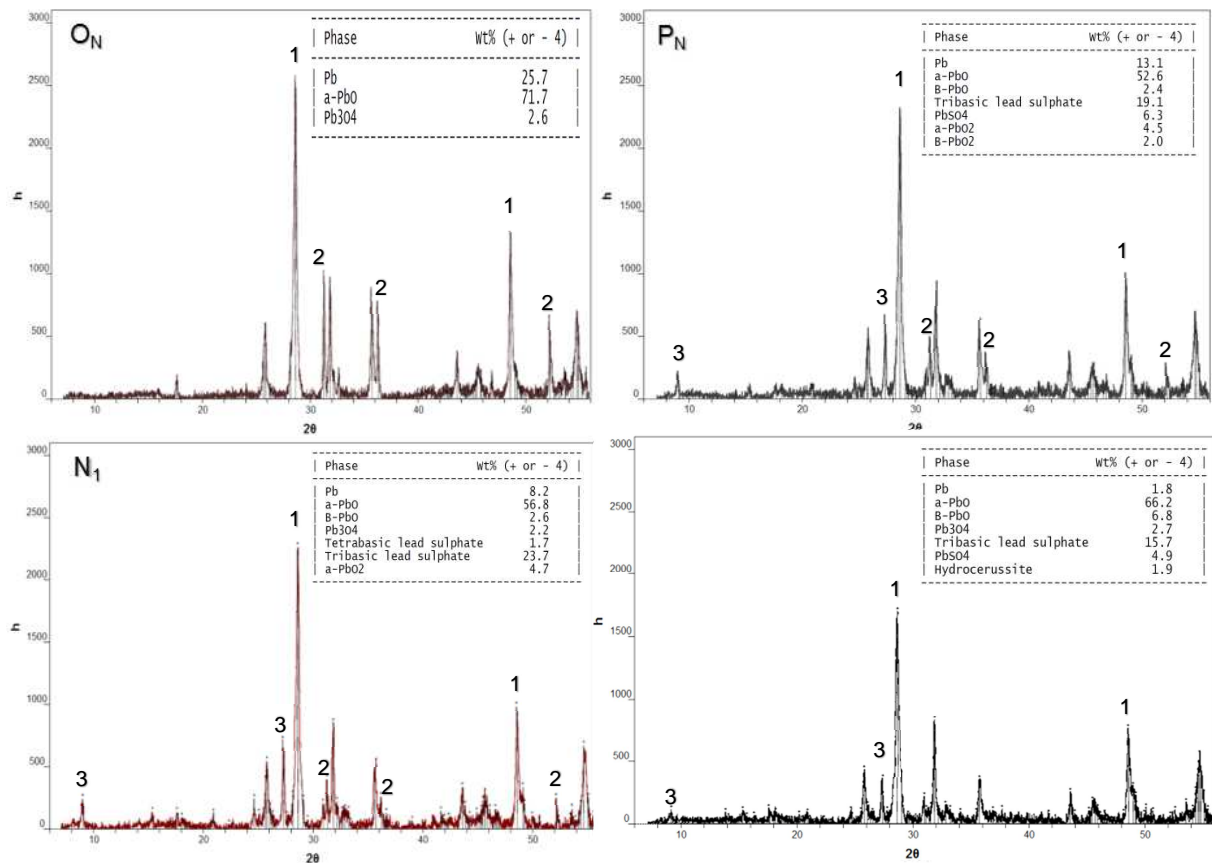 O_N
| Phase Wt% (+ or - 4) |
| Pb 25.7 |
| a-PbO 71.7 |
| Pb3O4 2.6 |
3000
2500
2000
1500
1000
500
0
h
1
2
2
1
2
10 20 30 40 50
2θ
P_N
| Phase Wt% (+ or - 4) |
| Pb 13.1 |
| a-PbO 52.6 |
| B-PbO 2.4 |
| Tribasic lead sulphate 19.1 |
| PbSO4 6.3 |
| a-PbO2 4.5 |
| B-PbO2 2.0 |
3000
2500
2000
1500
1000
500
0
h
3
3
1
2
2
1
2
10 20 30 40 50
2θ
N_1
| Phase Wt% (+ or - 4) |
| Pb 8.2 |
| a-PbO 56.8 |
| B-PbO 2.6 |
| Pb3O4 2.2 |
| Tetrabasic lead sulphate 1.7 |
| Tribasic lead sulphate 23.7 |
| a-PbO2 4.7 |
3000
2500
2000
1500
1000
500
0
h
3
3
1
2
2
1
2
10 20 30 40 50
2θ
| Phase Wt% (+ or - 4) |
| Pb 1.8 |
| a-PbO 66.2 |
| B-PbO 6.8 |
| Pb3O4 2.7 |
| Tribasic lead sulphate 15.7 |
| PbSO4 4.9 |
| Hydrocerussite 1.9 |
3000
2500
2000
1500
1000
500
0
h
3
3
1
1
10 20 30 40 50
2θ